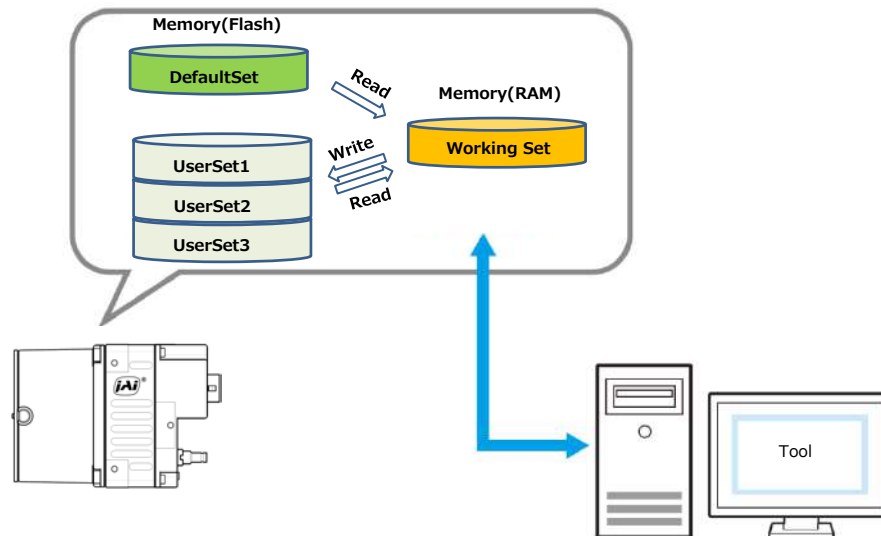 Memory(Flash)
DefaultSet
Read
Memory(RAM)
Working Set
Write
Read
UserSet1
UserSet2
UserSet3
JAi®
Tool